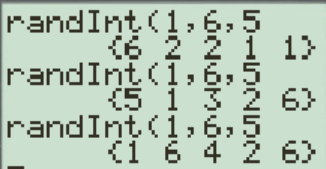 randInt(1,6,5
{6 2 2 1 1}
randInt(1,6,5
{5 1 3 2 6}
randInt(1,6,5
{1 6 4 2 6}